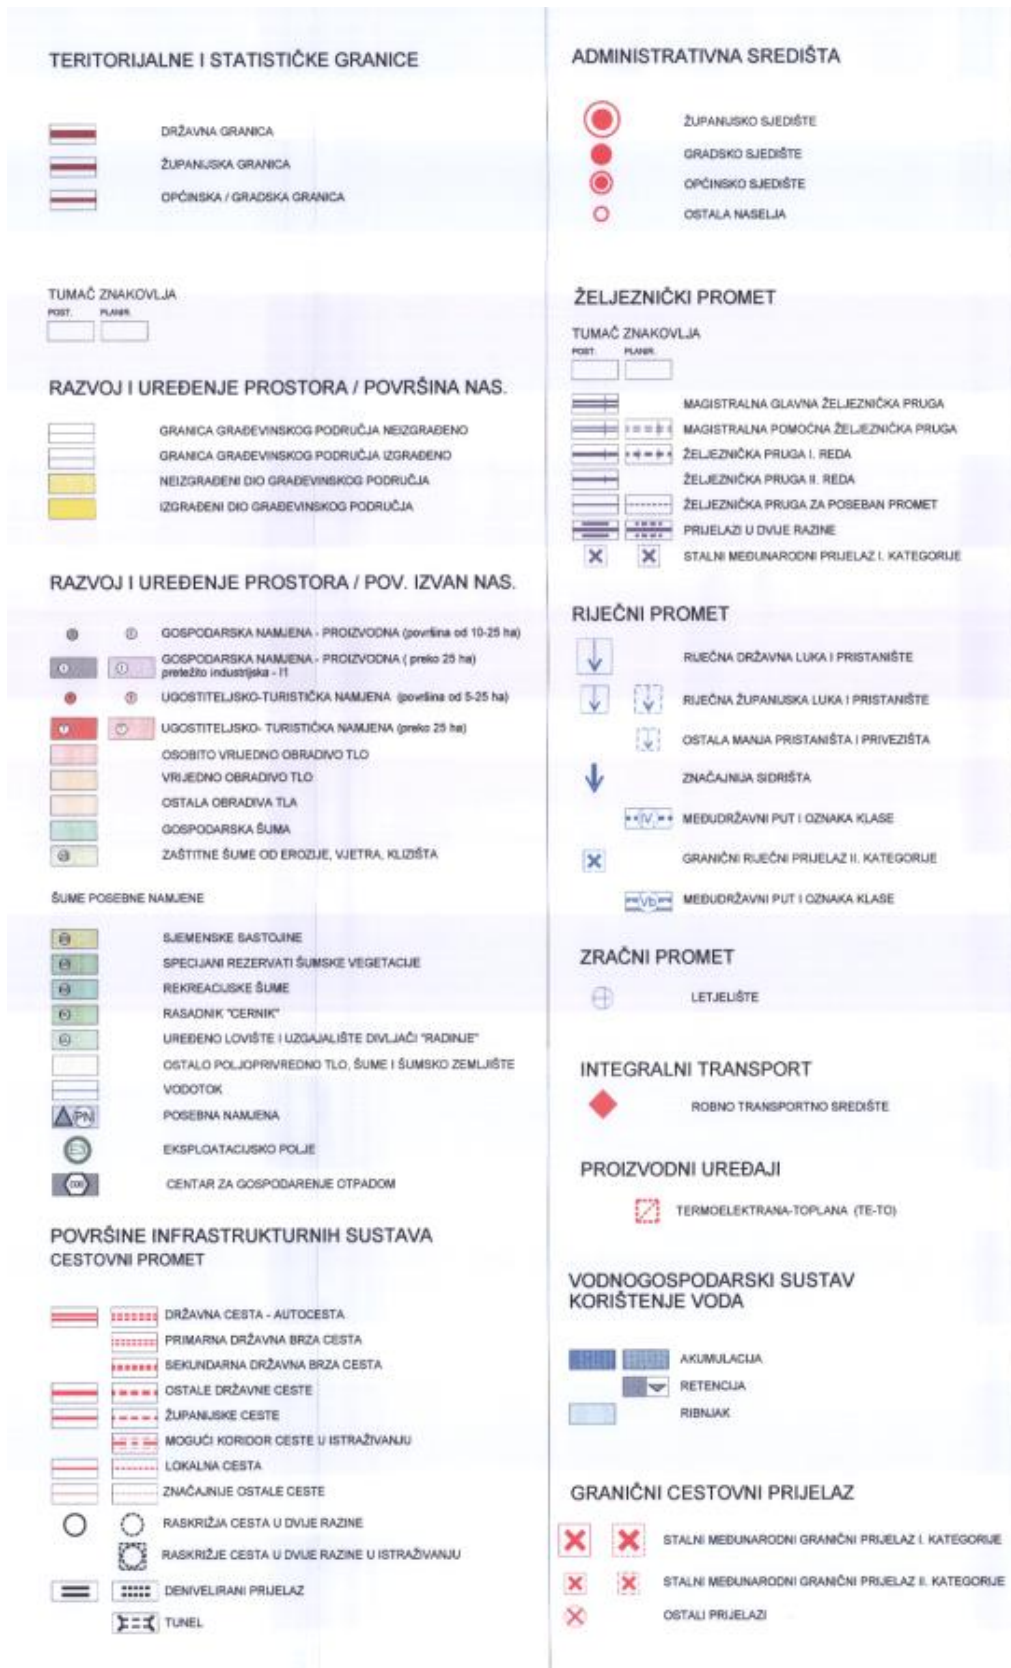 TERITORIJALNE I STATISTIČKE GRANICE
DRŽAVNA GRANICA
ŽUPANIJSKA GRANICA
OPĆINSKA / GRADSKA GRANICA
TUMAČ ZNAKOVLJA
POST. PLANIR.
RAZVOJ I UREĐENJE PROSTORA / POVRŠINA NAS.
GRANICA GRAĐEVINSKOG PODRUČJA NEIZGRAĐENO
GRANICA GRAĐEVINSKOG PODRUČJA IZGRAĐENO
NEIZGRAĐENI DIO GRAĐEVINSKOG PODRUČJA
IZGRAĐENI DIO GRAĐEVINSKOG PODRUČJA
RAZVOJ I UREĐENJE PROSTORA / POV. IZVAN NAS.
GOSPODARSKA NAMJENA - PROIZVODNA (površina od 10-25 ha)
GOSPODARSKA NAMJENA - PROIZVODNA ( preko 25 ha)
pretežito industrijska - I1
UGOSTITELJSKO-TURISTIČKA NAMJENA (površina od 5-25 ha)
UGOSTITELJSKO- TURISTIČKA NAMJENA (preko 25 ha)
OSOBITO VRIJEDNO OBRADIVO TLO
VRIJEDNO OBRADIVO TLO
OSTALA OBRADIVA TLA
GOSPODARSKA ŠUMA
ZAŠTITNE ŠUME OD EROZIJE, VJETRA, KLIZIŠTA
ŠUME POSEBNE NAMJENE
SJEMENSKE SASTOJINE
SPECIJANI REZERVATI ŠUMSKE VEGETACIJE
REKREACIJSKE ŠUME
RASADNIK "CERNIK"
UREĐENO LOVIŠTE I UZGAJALIŠTE DIVLJAČI "RADINJE"
OSTALO POLJOPRIVREDNO TLO, ŠUME I ŠUMSKO ZEMLJIŠTE
VODOTOK
PN POSEBNA NAMJENA
EKSPLOATACIJSKO POLJE
CENTAR ZA GOSPODARENJE OTPADOM
POVRŠINE INFRASTRUKTURNIH SUSTAVA
CESTOVNI PROMET
DRŽAVNA CESTA - AUTOCESTA
PRIMARNA DRŽAVNA BRZA CESTA
SEKUNDARNA DRŽAVNA BRZA CESTA
OSTALE DRŽAVNE CESTE
ŽUPANIJSKE CESTE
MOGUĆI KORIDOR CESTE U ISTRAŽIVANJU
LOKALNA CESTA
ZNAČAJNIJE OSTALE CESTE
RASKRIŽJA CESTA U DVIJE RAZINE
RASKRIŽJE CESTA U DVIJE RAZINE U ISTRAŽIVANJU
DENIVELIRANI PRIJELAZ
TUNEL
ADMINISTRATIVNA SREDIŠTA
ŽUPANIJSKO SJEDIŠTE
GRADSKO SJEDIŠTE
OPĆINSKO SJEDIŠTE
OSTALA NASELJA
ŽELJEZNIČKI PROMET
TUMAČ ZNAKOVLJA
POST. PLANIR.
MAGISTRALNA GLAVNA ŽELJEZNIČKA PRUGA
MAGISTRALNA POMOĆNA ŽELJEZNIČKA PRUGA
ŽELJEZNIČKA PRUGA I. REDA
ŽELJEZNIČKA PRUGA II. REDA
ŽELJEZNIČKA PRUGA ZA POSEBAN PROMET
PRIJELAZI U DVIJE RAZINE
STALNI MEĐUNARODNI PRIJELAZ I. KATEGORIJE
RIJEČNI PROMET
RIJEČNA DRŽAVNA LUKA I PRISTANIŠTE
RIJEČNA ŽUPANIJSKA LUKA I PRISTANIŠTE
OSTALA MANJA PRISTANIŠTA I PRIVEZIŠTA
ZNAČAJNIJA SIDRIŠTA
IV MEĐUDRŽAVNI PUT I OZNAKA KLASE
GRANIČNI RIJEČNI PRIJELAZ II. KATEGORIJE
Vb MEĐUDRŽAVNI PUT I OZNAKA KLASE
ZRAČNI PROMET
LETJELIŠTE
INTEGRALNI TRANSPORT
ROBNO TRANSPORTNO SREDIŠTE
PROIZVODNI UREĐAJI
TERMOELEKTRANA-TOPLANA (TE-TO)
VODNOGOSPODARSKI SUSTAV
KORIŠTENJE VODA
AKUMULACIJA
RETENCIJA
RIBNJAK
GRANIČNI CESTOVNI PRIJELAZ
STALNI MEĐUNARODNI GRANIČNI PRIJELAZ I. KATEGORIJE
STALNI MEĐUNARODNI GRANIČNI PRIJELAZ II. KATEGORIJE
OSTALI PRIJELAZI